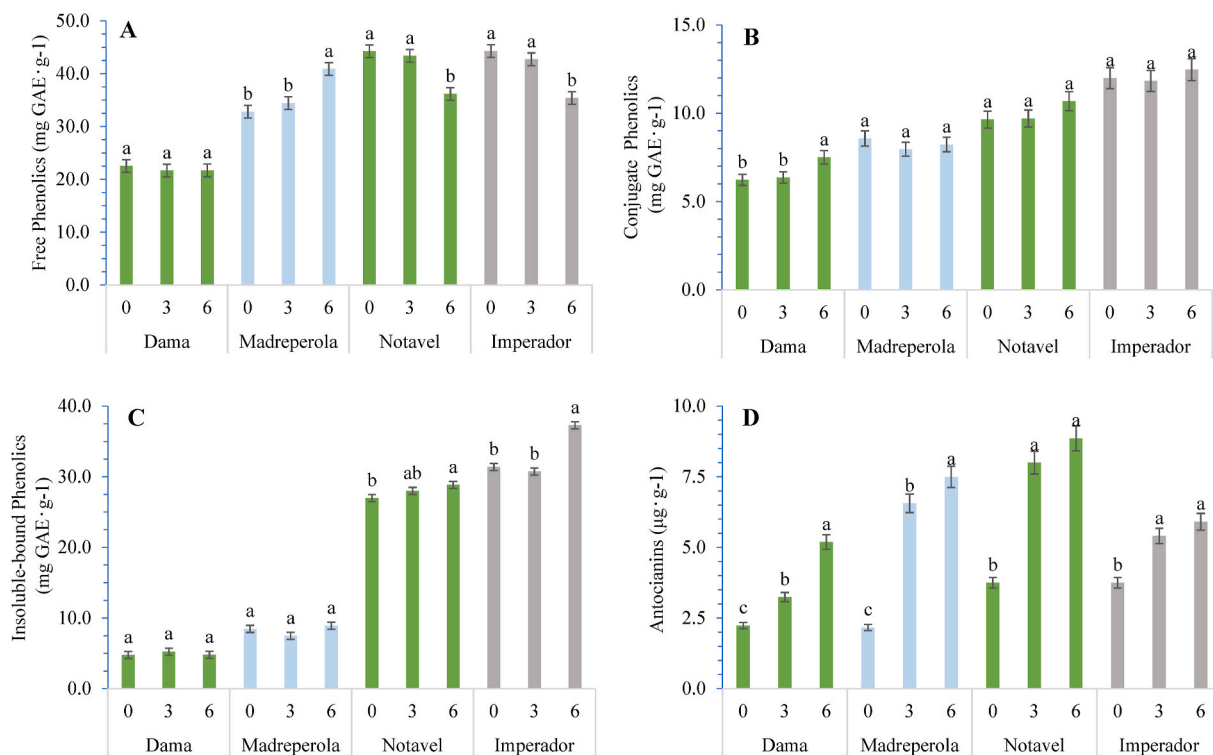 A
Free Phenolics (mg GAE·g-1)
50.0
40.0
30.0
20.0
10.0
0.0
a a a b b a a a b a a b
0 3 6 0 3 6 0 3 6 0 3 6
Dama Madreperola Notavel Imperador
B
Conjugate Phenolics
(mg GAE·g-1)
15.0
10.0
5.0
0.0
b b a a a a a a a a a a
0 3 6 0 3 6 0 3 6 0 3 6
Dama Madreperola Notavel Imperador
C
Insoluble-bound Phenolics
(mg GAE·g-1)
40.0
30.0
20.0
10.0
0.0
a a a a a a b ab a b b a
0 3 6 0 3 6 0 3 6 0 3 6
Dama Madreperola Notavel Imperador
D
Antocianins (µg·g-1)
10.0
7.5
5.0
2.5
0.0
c b a c b a b a a b a a
0 3 6 0 3 6 0 3 6 0 3 6
Dama Madreperola Notavel Imperador